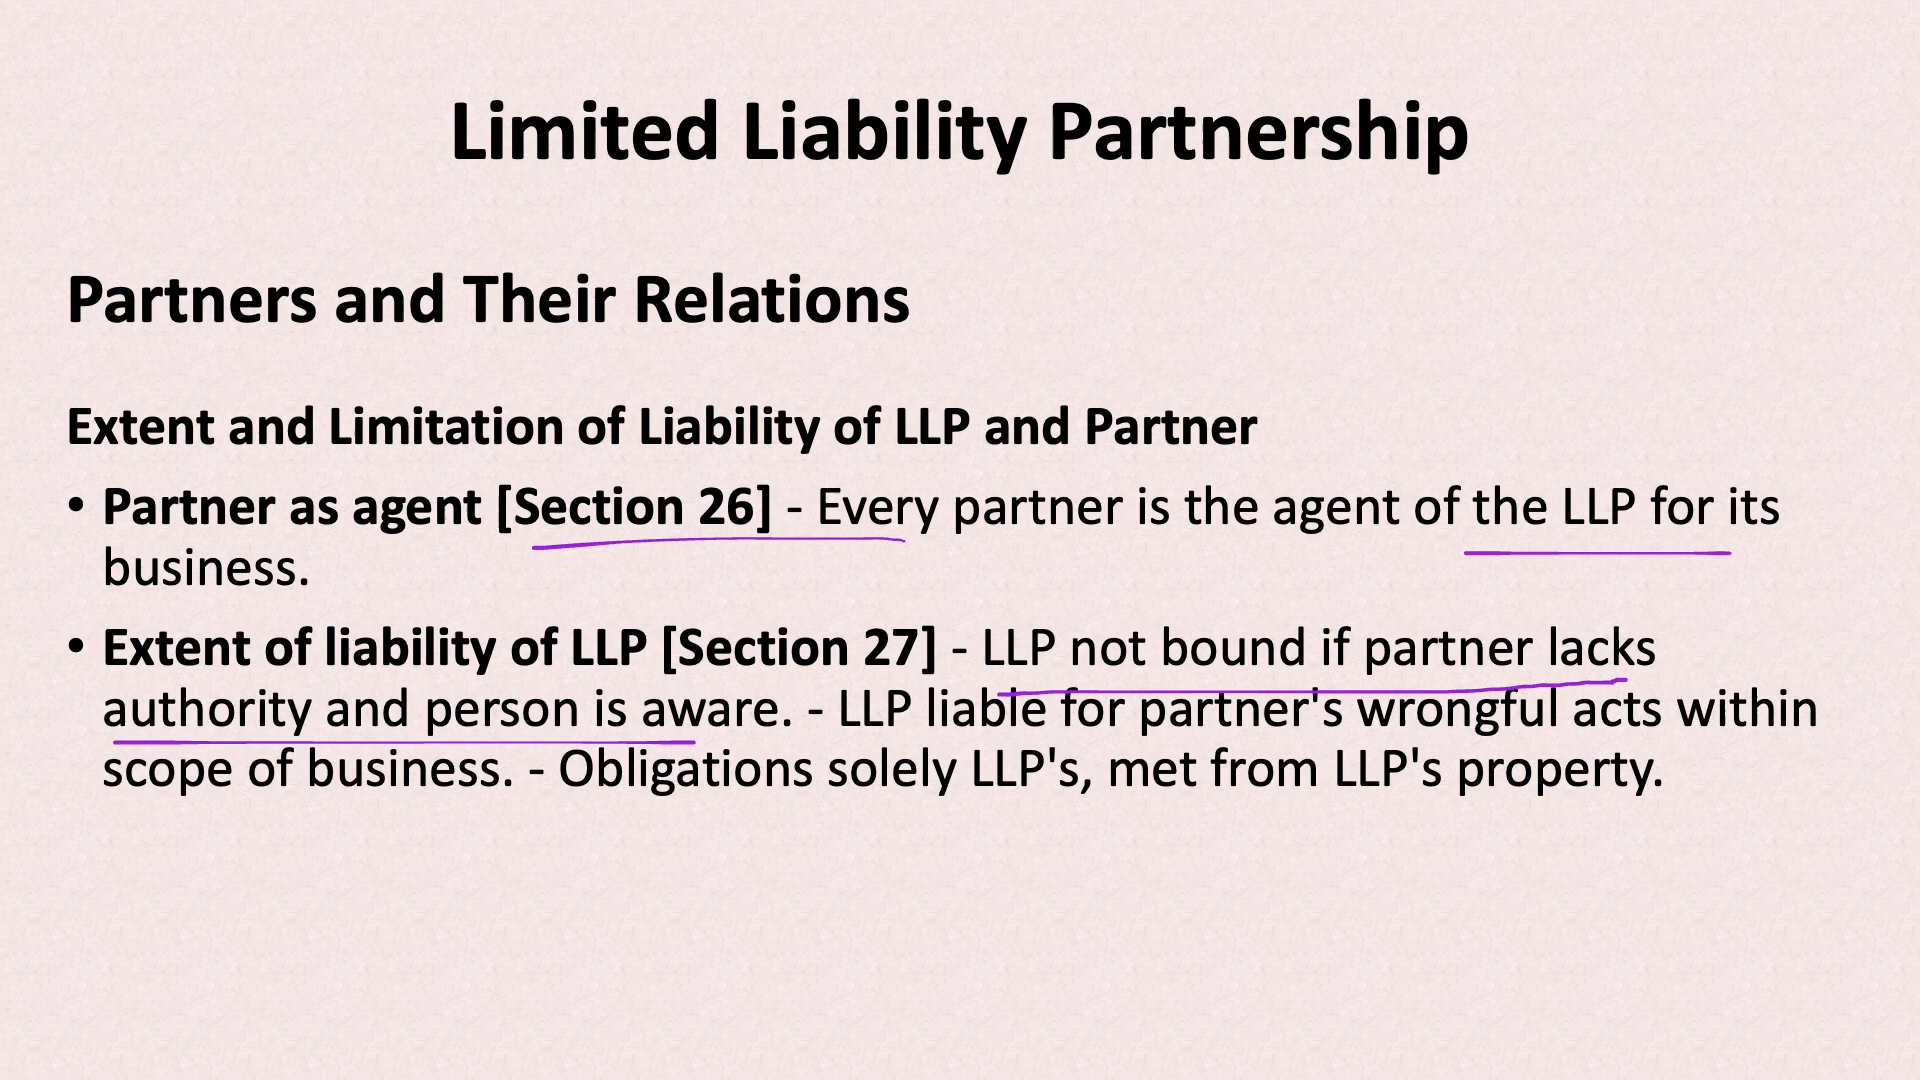 Limited Liability Partnership
Partners and Their Relations
Extent and Limitation of Liability of LLP and Partner
• Partner as agent [Section 26] - Every partner is the agent of the LLP for its
business.
• Extent of liability of LLP [Section 27] - LLP not bound if partner lacks
authority and person is aware. - LLP liable for partner's wrongful acts within
scope of business. - Obligations solely LLP's, met from LLP's property.